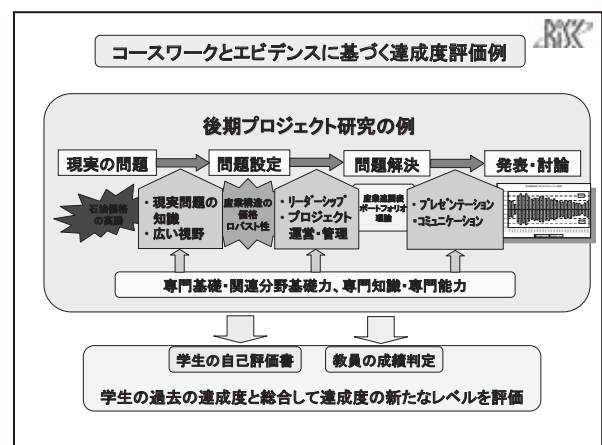 RISK
コースワークとエビデンスに基づく達成度評価例
後期プロジェクト研究の例
現実の問題
問題設定
問題解決
発表・討論
石油価格
の高騰
・現実問題の
知識
・広い視野
産業構造の
価格
ロバスト性
・リーダーシップ
・プロジェクト
運営・管理
産業連関表
ポートフォリオ
理論
・プレゼンテーション
・コミュニケーション
専門基礎・関連分野基礎力、専門知識・専門能力
学生の自己評価書
教員の成績判定
学生の過去の達成度と総合して達成度の新たなレベルを評価